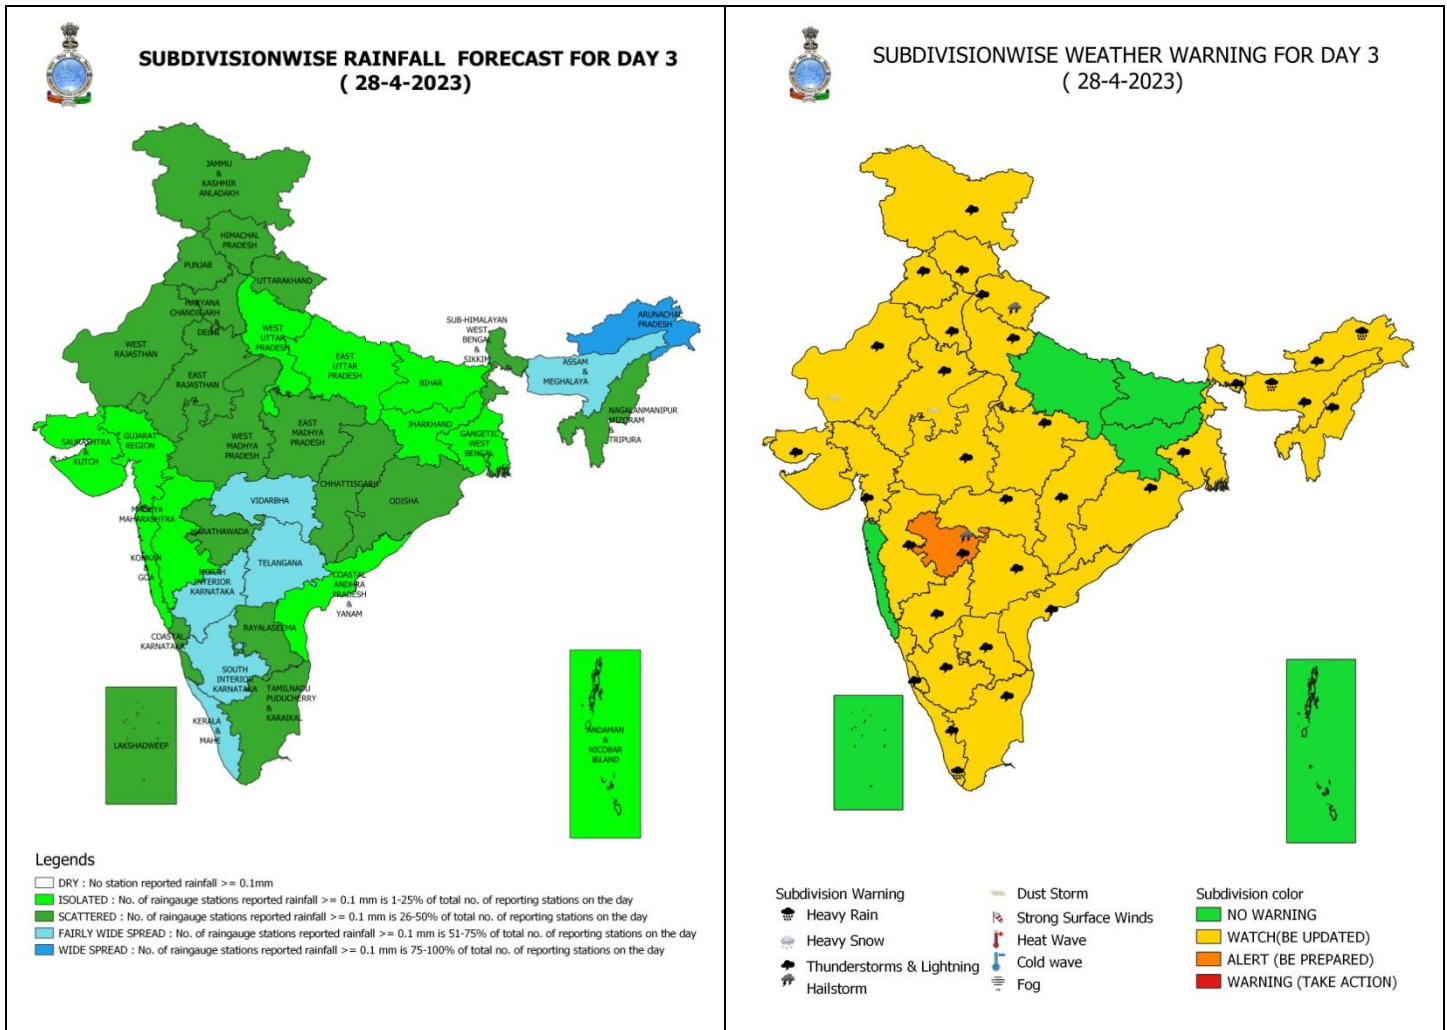 SUBDIVISIONWISE RAINFALL FORECAST FOR DAY 3
( 28-4-2023)
JAMMU
&
KASHMIR
ANLADAKH
HIMACHAL
PRADESH
PUNJAB
UTTARAKHAND
HARYANA
CHANDIGARH
&
DELHI
WEST
UTTAR
PRADESH
WEST
RAJASTHAN
EAST
RAJASTHAN
EAST
UTTAR
PRADESH
BIHAR
SUB-HIMALAYAN
WEST
BENGAL
&
SIKKIM
ARUNACHAL
PRADESH
ASSAM
&
MEGHALAYA
NAGALANMANIPUR
MIZORAM
&
TRIPURA
JHARKHAND
GANGETIC
WEST
BENGAL
SAURASHTRA
&
KUTCH
GUJARAT
REGION
WEST
MADHYA
PRADESH
EAST
MADHYA
PRADESH
CHHATTISGARH
ODISHA
VIDARBHA
MADHYA
MAHARASHTRA
MARATHAWADA
KONKAN
&
GOA
TELANGANA
NORTH
INTERIOR
KARNATAKA
COASTAL
ANDHRA
PRADESH
&
YANAM
RAYALASEEMA
COASTAL
KARNATAKA
SOUTH
INTERIOR
KARNATAKA
TAMILNADU
PUDUCHERRY
&
KARAIKAL
KERALA
&
MAHE
LAKSHADWEEP
ANDAMAN
&
NICOBAR
ISLAND
Legends
DRY : No station reported rainfall >= 0.1mm
ISOLATED : No. of raingauge stations reported rainfall >= 0.1 mm is 1-25% of total no. of reporting stations on the day
SCATTERED : No. of raingauge stations reported rainfall >= 0.1 mm is 26-50% of total no. of reporting stations on the day
FAIRLY WIDE SPREAD : No. of raingauge stations reported rainfall >= 0.1 mm is 51-75% of total no. of reporting stations on the day
WIDE SPREAD : No. of raingauge stations reported rainfall >= 0.1 mm is 75-100% of total no. of reporting stations on the day
SUBDIVISIONWISE WEATHER WARNING FOR DAY 3
( 28-4-2023)
Subdivision Warning
Heavy Rain
Heavy Snow
Thunderstorms & Lightning
Hailstorm
Dust Storm
Strong Surface Winds
Heat Wave
Cold wave
Fog
Subdivision color
NO WARNING
WATCH(BE UPDATED)
ALERT (BE PREPARED)
WARNING (TAKE ACTION)